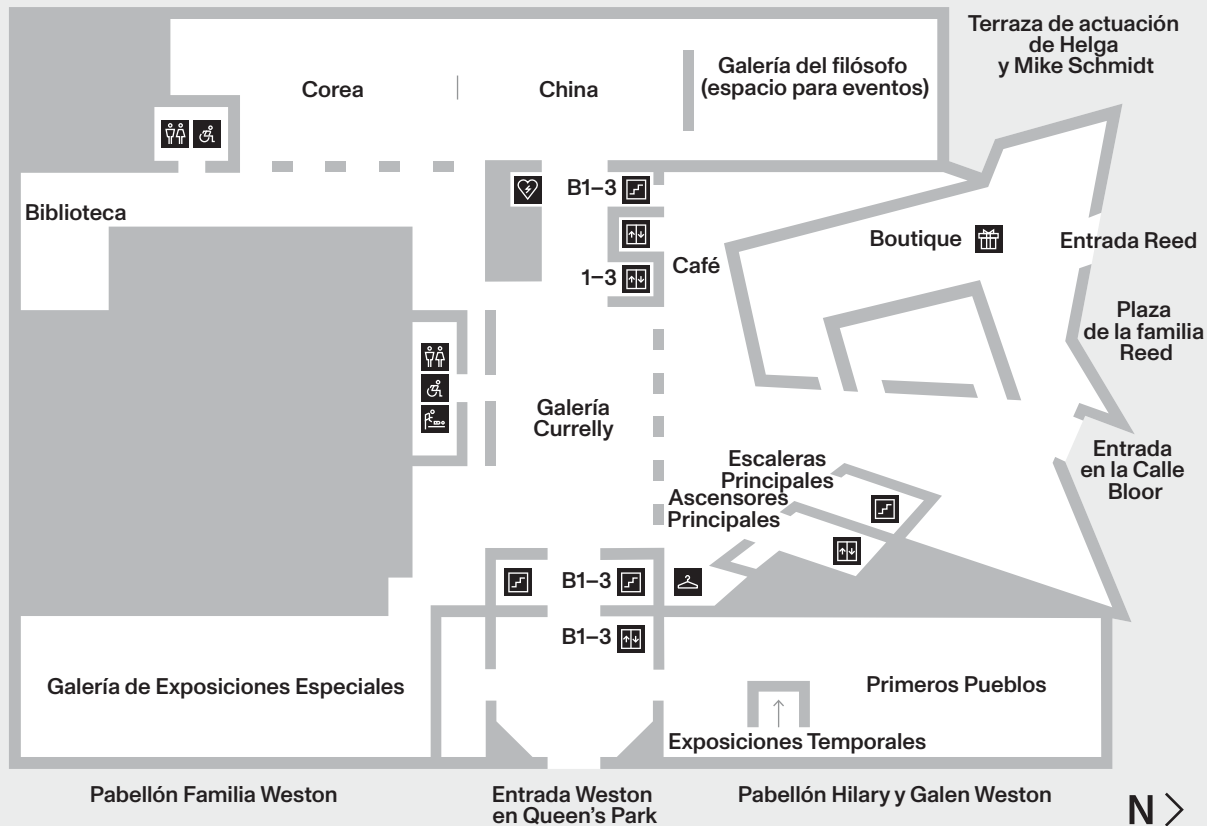 Terraza de actuación
de Helga
y Mike Schmidt
Corea
China
Galería del filósofo
(espacio para eventos)
Biblioteca
B1–3
1–3
Café
Boutique
Entrada Reed
Plaza
de la familia
Reed
Galería
Currelly
Escaleras
Principales
Ascensores
Principales
Entrada
en la Calle
Bloor
B1–3
B1–3
Galería de Exposiciones Especiales
Primeros Pueblos
Exposiciones Temporales
Pabellón Familia Weston
Entrada Weston
en Queen's Park
Pabellón Hilary y Galen Weston
N